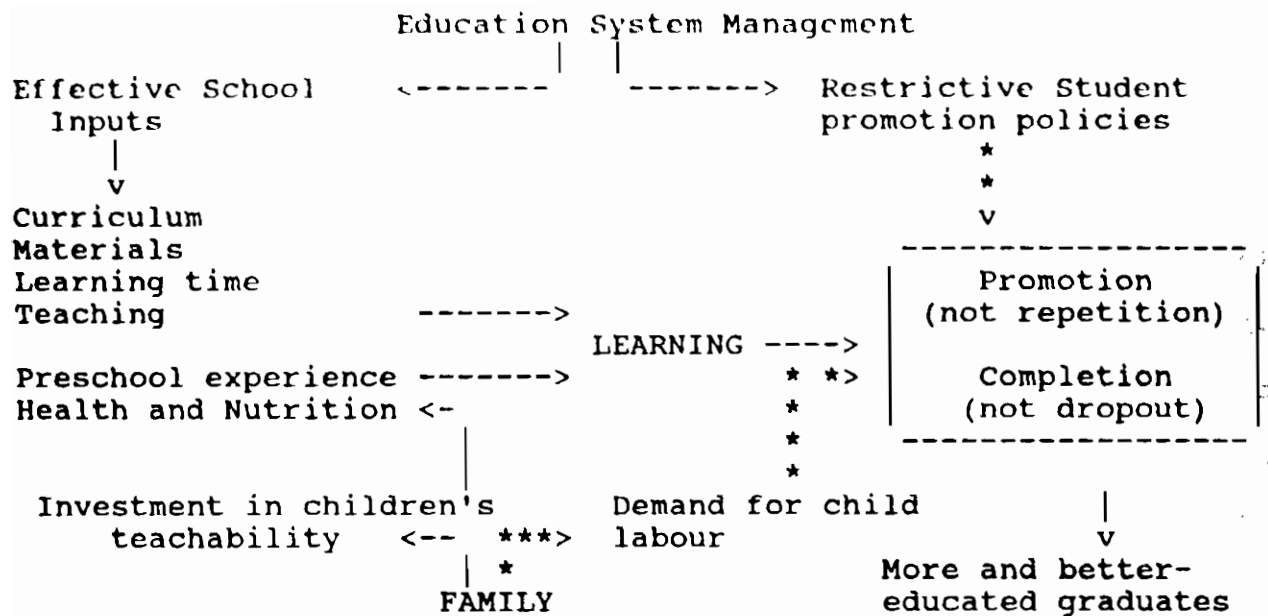 Education System Management
| |
Effective School <------- -------> Restrictive Student
Inputs promotion policies
| *
v *
Curriculum v
Materials ------------------
Learning time | Promotion |
Teaching -------> | (not repetition) |
LEARNING ---->
Preschool experience -------> * *> | Completion |
Health and Nutrition <- * | (not dropout) |
| * ------------------
| *
Investment in children's Demand for child |
teachability <-- ***> labour v
| * More and better-
FAMILY educated graduates